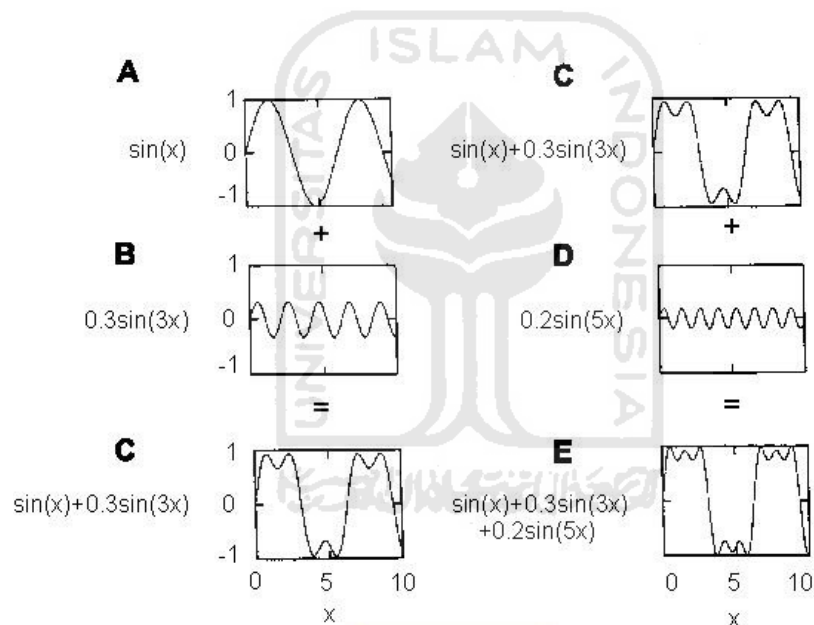 A
sin(x)
1
0
-1
+
B
0.3sin(3x)
1
0
-1
=
C
sin(x)+0.3sin(3x)
1
0
-1
0 5 10
x
C
sin(x)+0.3sin(3x)
+
D
0.2sin(5x)
=
E
sin(x)+0.3sin(3x)
+0.2sin(5x)
0 5 10
x
UNIVERSITAS
ISLAM
INDONESIA